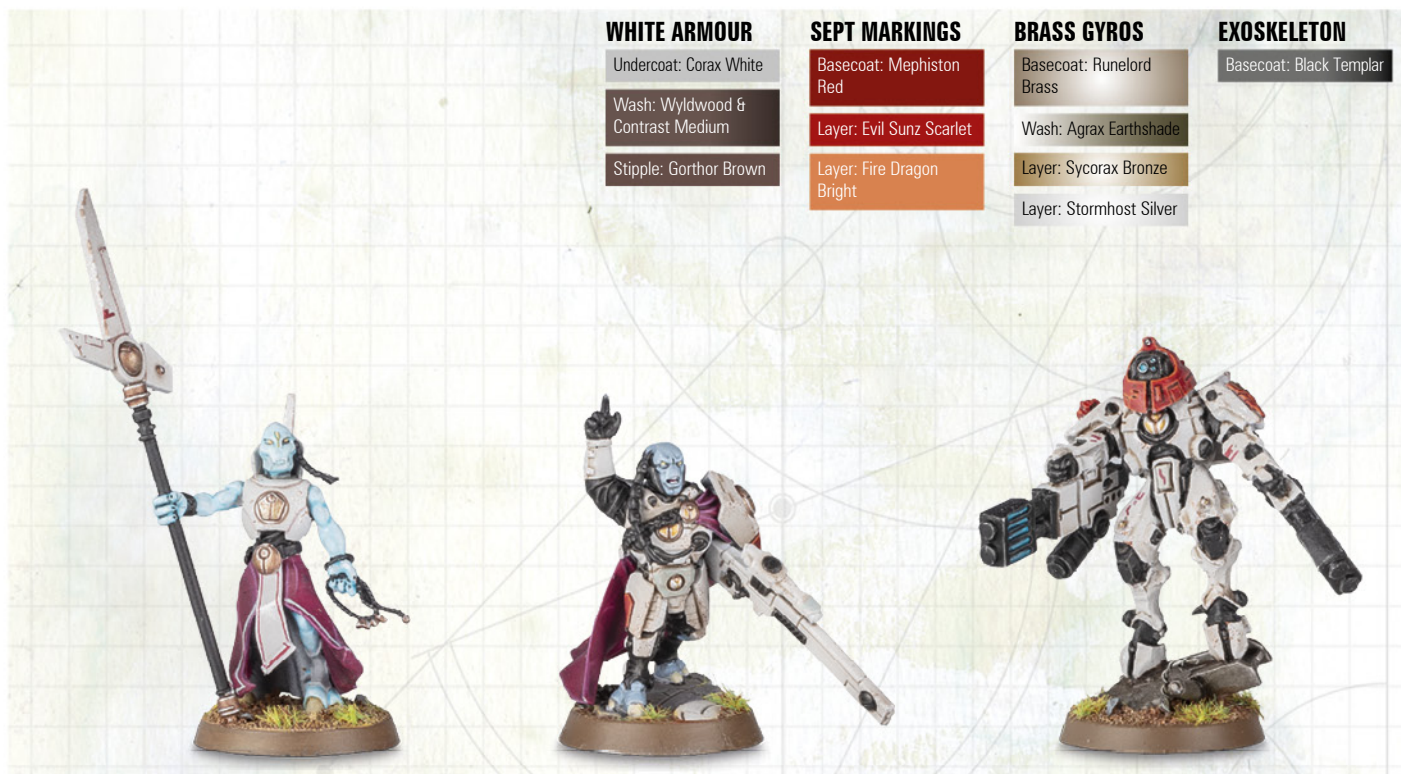 WHITE ARMOUR
Undercoat: Corax White
Wash: Wyldwood &
Contrast Medium
Stipple: Gorthor Brown
SEPT MARKINGS
Basecoat: Mephiston
Red
Layer: Evil Sunz Scarlet
Layer: Fire Dragon
Bright
BRASS GYROS
Basecoat: Runelord
Brass
Wash: Agrax Earthshade
Layer: Sycorax Bronze
Layer: Stormhost Silver
EXOSKELETON
Basecoat: Black Templar